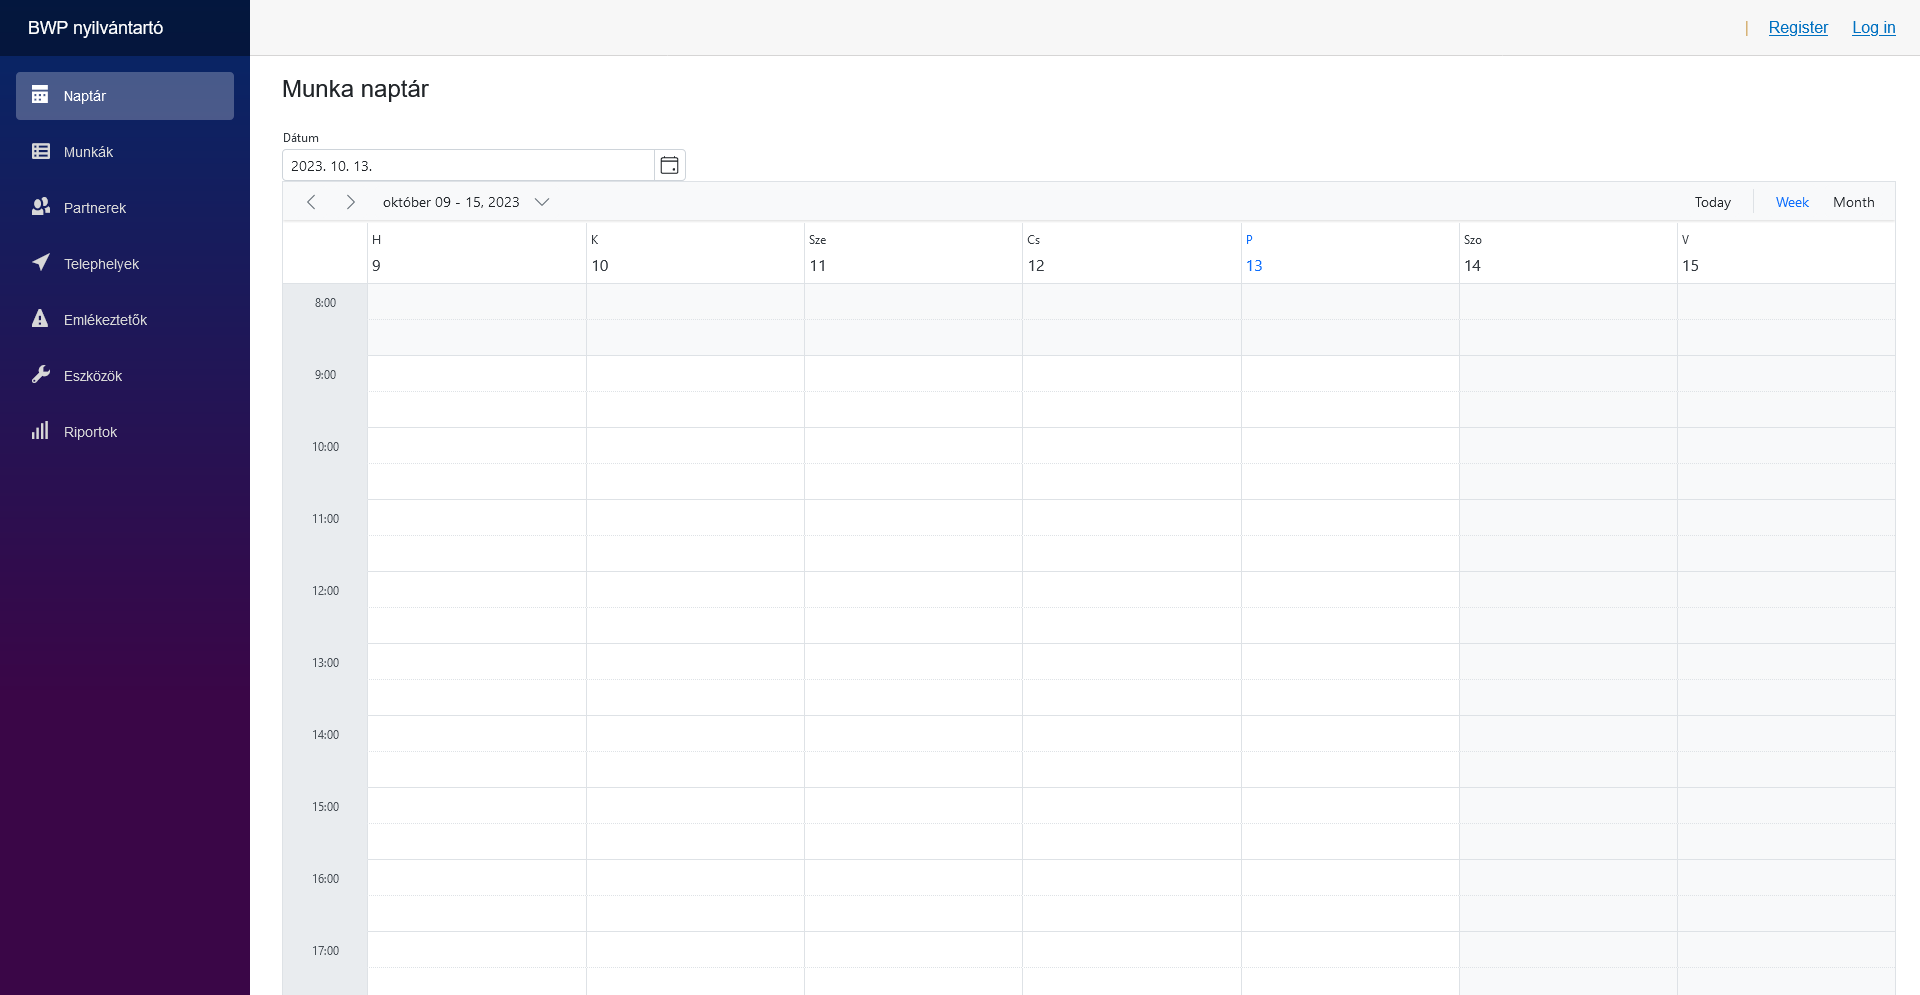 BWP nyilvántartó
| Register Log in
Naptár
Munkák
Partnerek
Telephelyek
Emlékeztetők
Eszközök
Riportok
Munka naptár
Dátum
2023. 10. 13.
október 09 - 15, 2023 Today Week Month
H K Sze Cs P Szo V
9 10 11 12 13 14 15
8:00
9:00
10:00
11:00
12:00
13:00
14:00
15:00
16:00
17:00